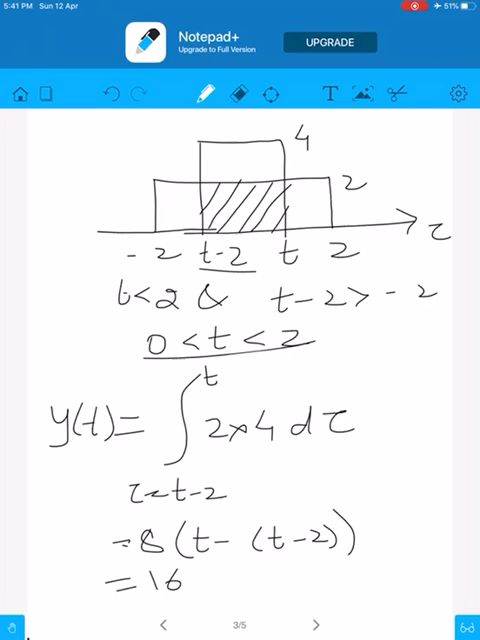 5:41 PM Sun 12 Apr 51%
Notepad+
Upgrade to Full Version
UPGRADE
T
4
2
τ
-2 t-2 t 2
t<2 & t-2>-2
0<t<2
t
y(t)= ∫ 2×4 dτ
τ=t-2
=8(t-(t-2))
=16
3/5